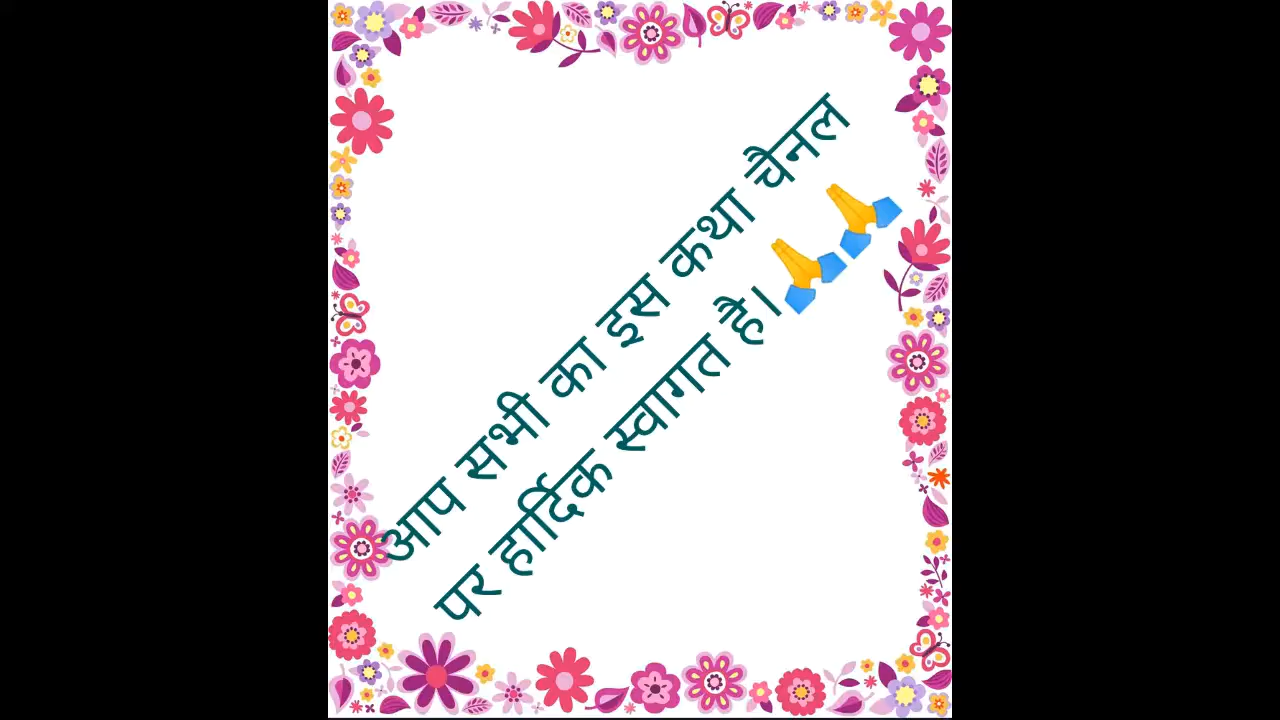 आप सभी का इस कथा चैनल
पर हार्दिक स्वागत है।🙏🙏